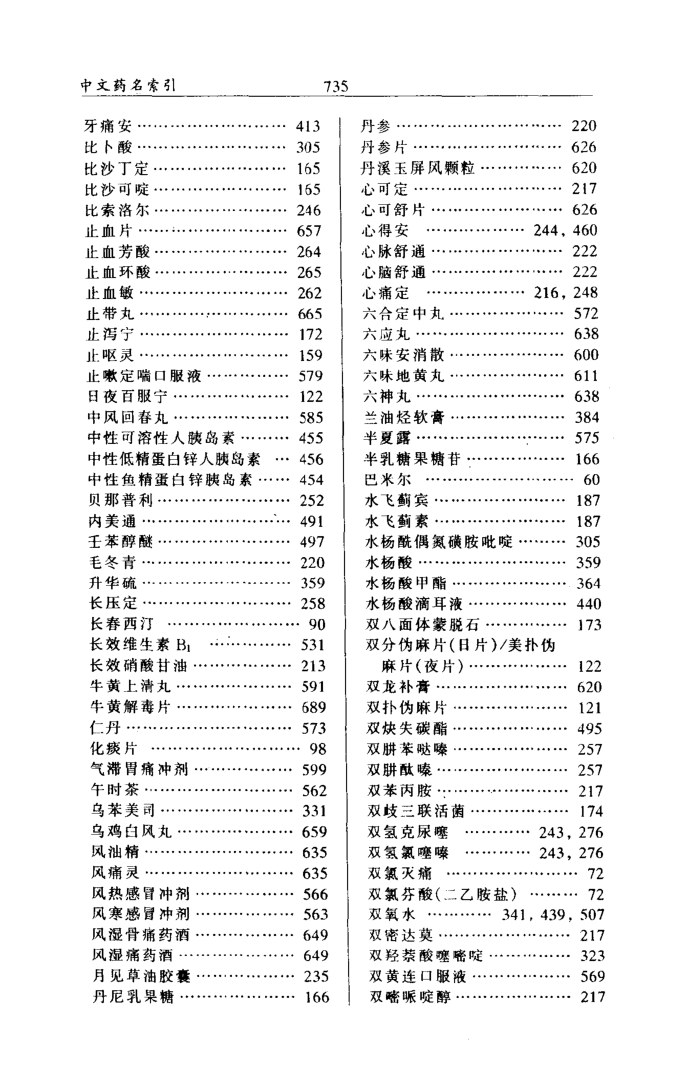 中文药名索引 735
牙痛安 …… 413
比卜酸 …… 305
比沙丁定 …… 165
比沙可啶 …… 165
比索洛尔 …… 246
止血片 …… 657
止血芳酸 …… 264
止血环酸 …… 265
止血敏 …… 262
止带丸 …… 665
止泻宁 …… 172
止呕灵 …… 159
止嗽定喘口服液 …… 579
日夜百服宁 …… 122
中风回春丸 …… 585
中性可溶性人胰岛素 …… 455
中性低精蛋白锌人胰岛素 … 456
中性鱼精蛋白锌胰岛素 …… 454
贝那普利 …… 252
内美通 …… 491
壬苯醇醚 …… 497
毛冬青 …… 220
升华硫 …… 359
长压定 …… 258
长春西汀 …… 90
长效维生素 B₁ …… 531
长效硝酸甘油 …… 213
牛黄上清丸 …… 591
牛黄解毒片 …… 689
仁丹 …… 573
化痰片 …… 98
气滞胃痛冲剂 …… 599
午时茶 …… 562
乌苯美司 …… 331
乌鸡白风丸 …… 659
风油精 …… 635
风痛灵 …… 635
风热感冒冲剂 …… 566
风寒感冒冲剂 …… 563
风湿骨痛药酒 …… 649
风湿痛药酒 …… 649
月见草油胶囊 …… 235
丹尼乳果糖 …… 166
丹参 …… 220
丹参片 …… 626
丹溪玉屏风颗粒 …… 620
心可定 …… 217
心可舒片 …… 626
心得安 …… 244，460
心脉舒通 …… 222
心脑舒通 …… 222
心痛定 …… 216，248
六合定中丸 …… 572
六应丸 …… 638
六味安消散 …… 600
六味地黄丸 …… 611
六神丸 …… 638
兰油烃软膏 …… 384
半夏露 …… 575
半乳糖果糖苷 …… 166
巴米尔 …… 60
水飞蓟宾 …… 187
水飞蓟素 …… 187
水杨酰偶氮磺胺吡啶 …… 305
水杨酸 …… 359
水杨酸甲酯 …… 364
水杨酸滴耳液 …… 440
双八面体蒙脱石 …… 173
双分伪麻片(日片)/美扑伪
麻片(夜片) …… 122
双龙补膏 …… 620
双扑伪麻片 …… 121
双炔失碳酯 …… 495
双肼苯哒嗪 …… 257
双肼酞嗪 …… 257
双苯丙胺 …… 217
双歧三联活菌 …… 174
双氢克尿噻 …… 243，276
双氢氯噻嗪 …… 243，276
双氯灭痛 …… 72
双氯芬酸(二乙胺盐) …… 72
双氧水 …… 341，439，507
双密达莫 …… 217
双羟萘酸噻嘧啶 …… 323
双黄连口服液 …… 569
双嘧哌啶醇 …… 217